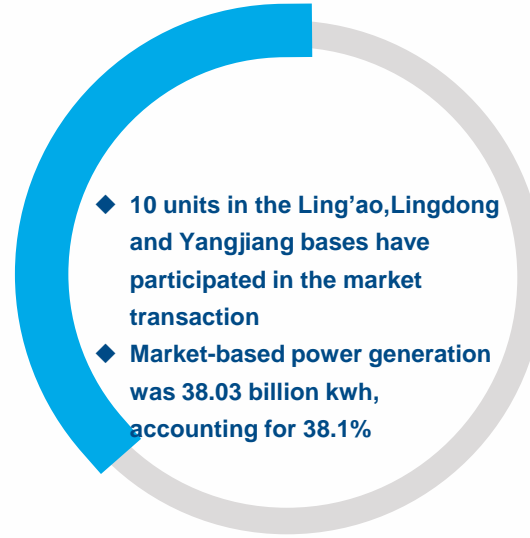 ◆ 10 units in the Ling’ao,Lingdong
and Yangjiang bases have
participated in the market
transaction
◆ Market-based power generation
was 38.03 billion kwh,
accounting for 38.1%